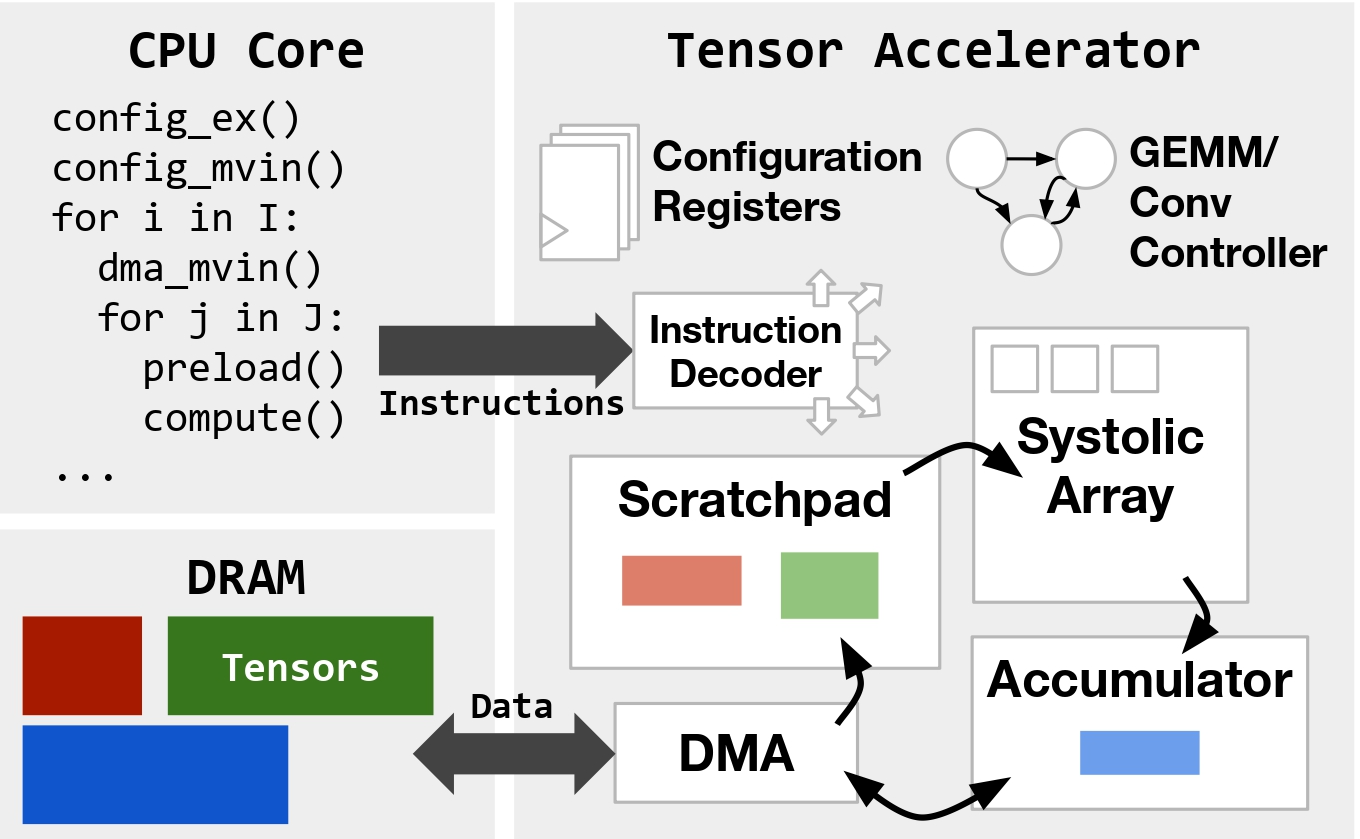 CPU Core
config_ex()
config_mvin()
for i in I:
  dma_mvin()
  for j in J:
    preload()
    compute()
...
Instructions
DRAM
Tensors
Data
Tensor Accelerator
Configuration
Registers
GEMM/
Conv
Controller
Instruction
Decoder
Scratchpad
Systolic
Array
DMA
Accumulator